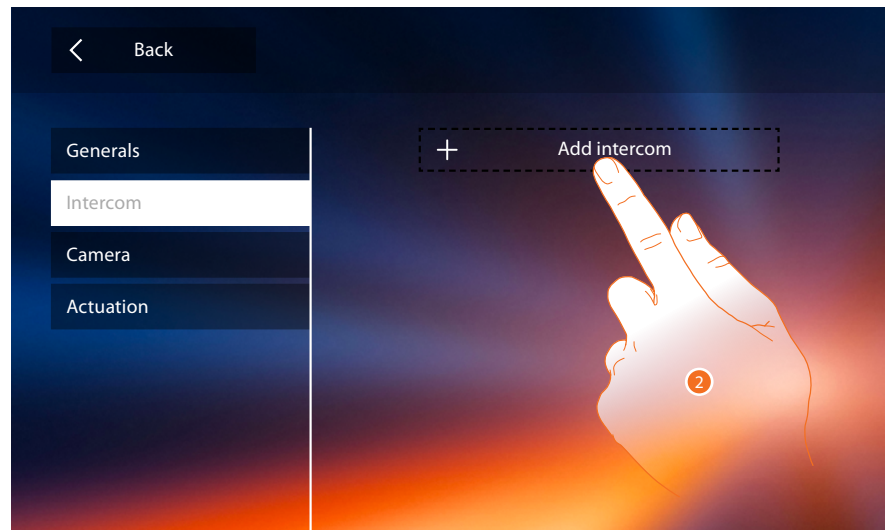 Back
Generals
Intercom
Camera
Actuation
+ Add intercom
2